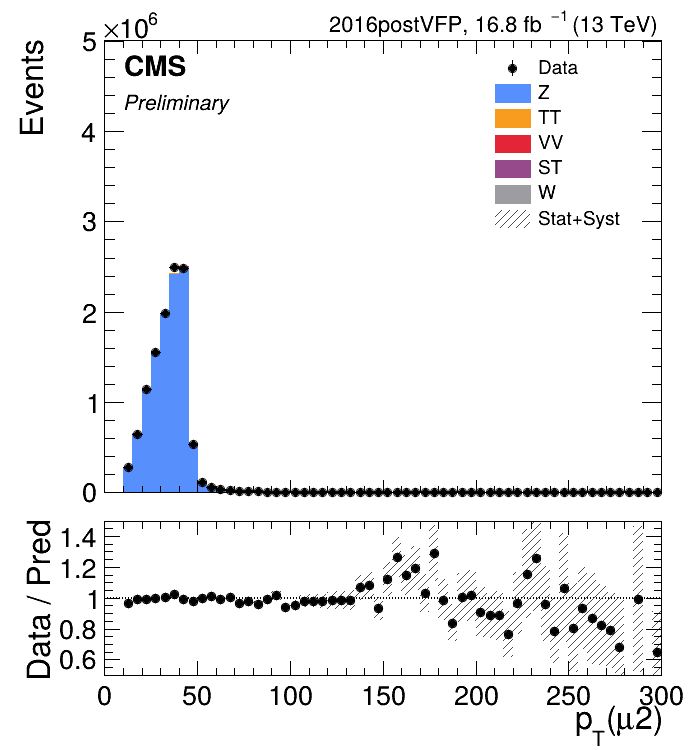 ×10⁶
2016postVFP, 16.8 fb ⁻¹ (13 TeV)
Events
5
4
3
2
1
0
CMS
Preliminary
Data
Z
TT
VV
ST
W
Stat+Syst
Data / Pred
1.4
1.2
1
0.8
0.6
0 50 100 150 200 250 300
p_T(μ2)